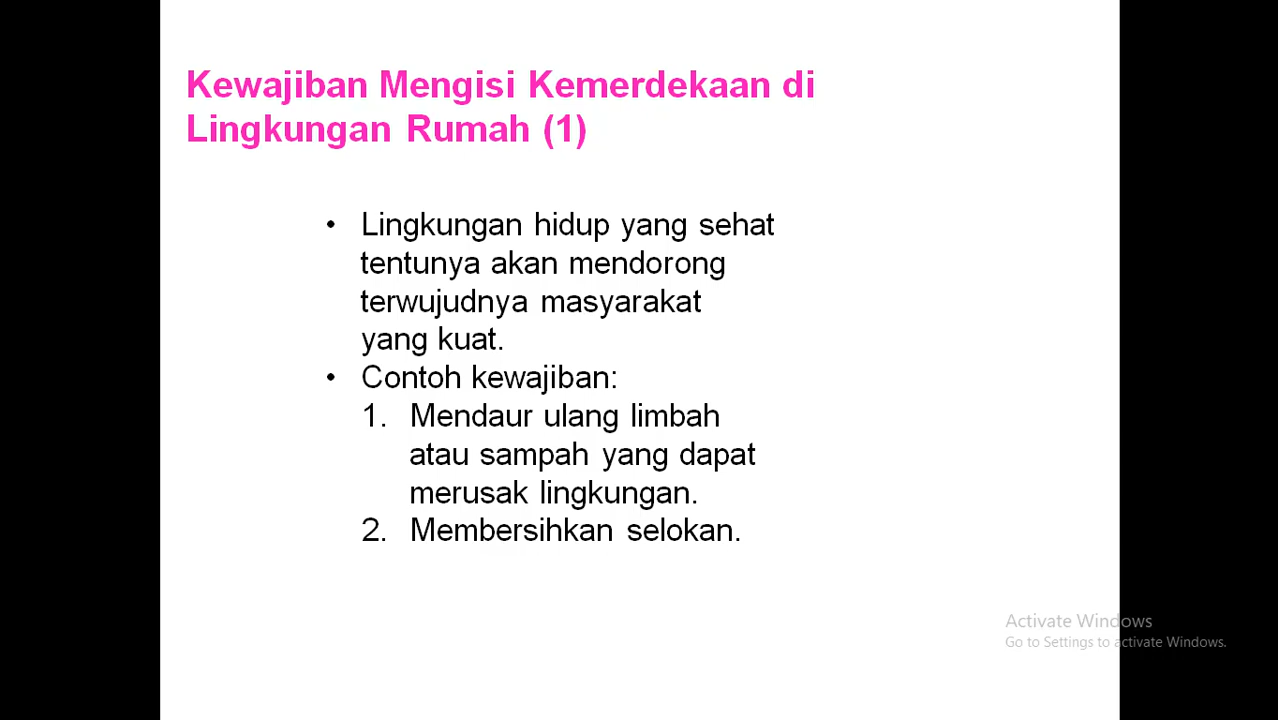 Kewajiban Mengisi Kemerdekaan di
Lingkungan Rumah (1)
• Lingkungan hidup yang sehat
tentunya akan mendorong
terwujudnya masyarakat
yang kuat.
• Contoh kewajiban:
1. Mendaur ulang limbah
atau sampah yang dapat
merusak lingkungan.
2. Membersihkan selokan.
Activate Windows
Go to Settings to activate Windows.